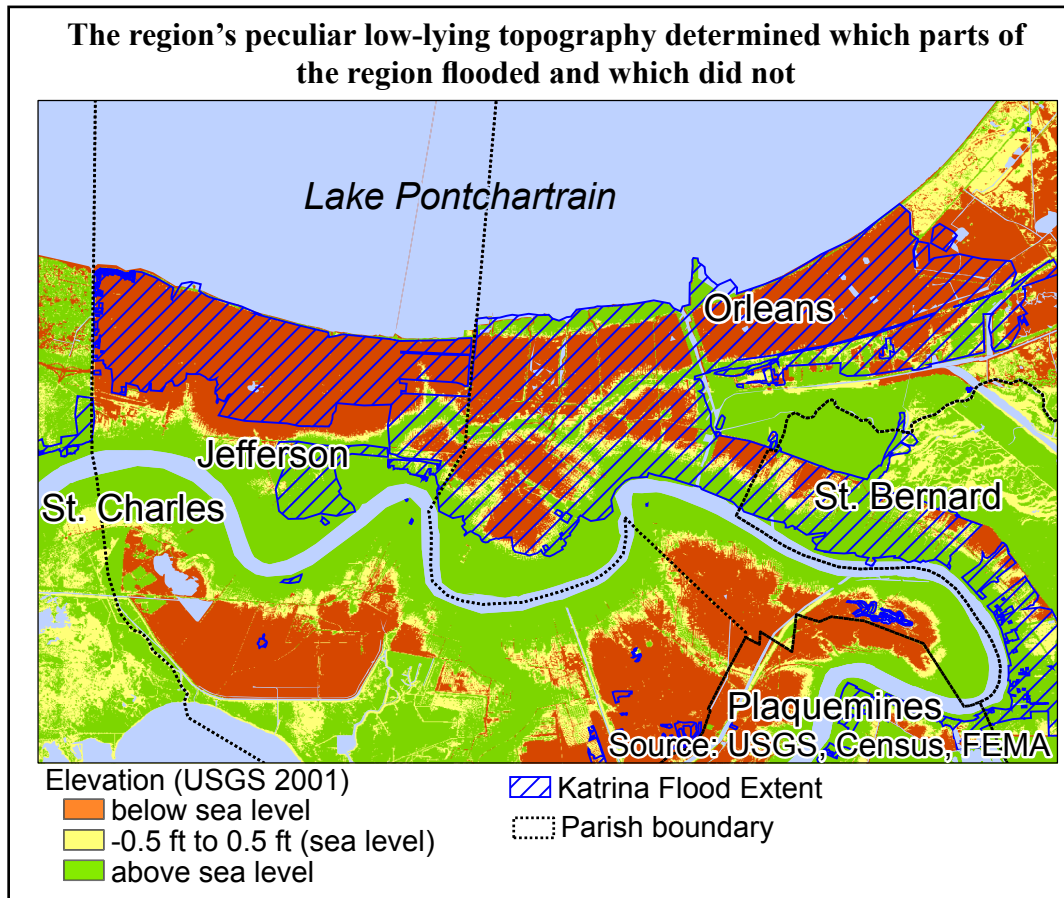 The region’s peculiar low-lying topography determined which parts of
the region flooded and which did not
Lake Pontchartrain
Orleans
Jefferson
St. Charles
St. Bernard
Plaquemines
Source: USGS, Census, FEMA
Elevation (USGS 2001)
below sea level
-0.5 ft to 0.5 ft (sea level)
above sea level
Katrina Flood Extent
Parish boundary